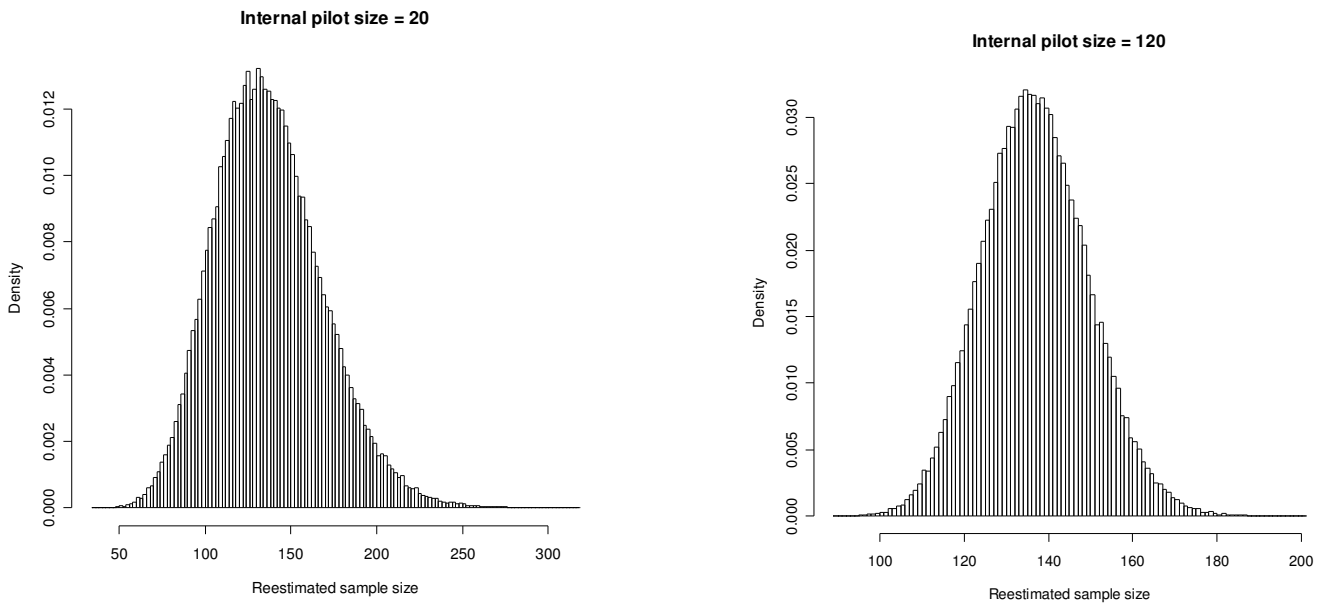 Internal pilot size = 20
0.012
0.010
0.008
0.006
0.004
0.002
0.000
Density
50 100 150 200 250 300
Reestimated sample size
Internal pilot size = 120
0.030
0.025
0.020
0.015
0.010
0.005
0.000
Density
100 120 140 160 180 200
Reestimated sample size